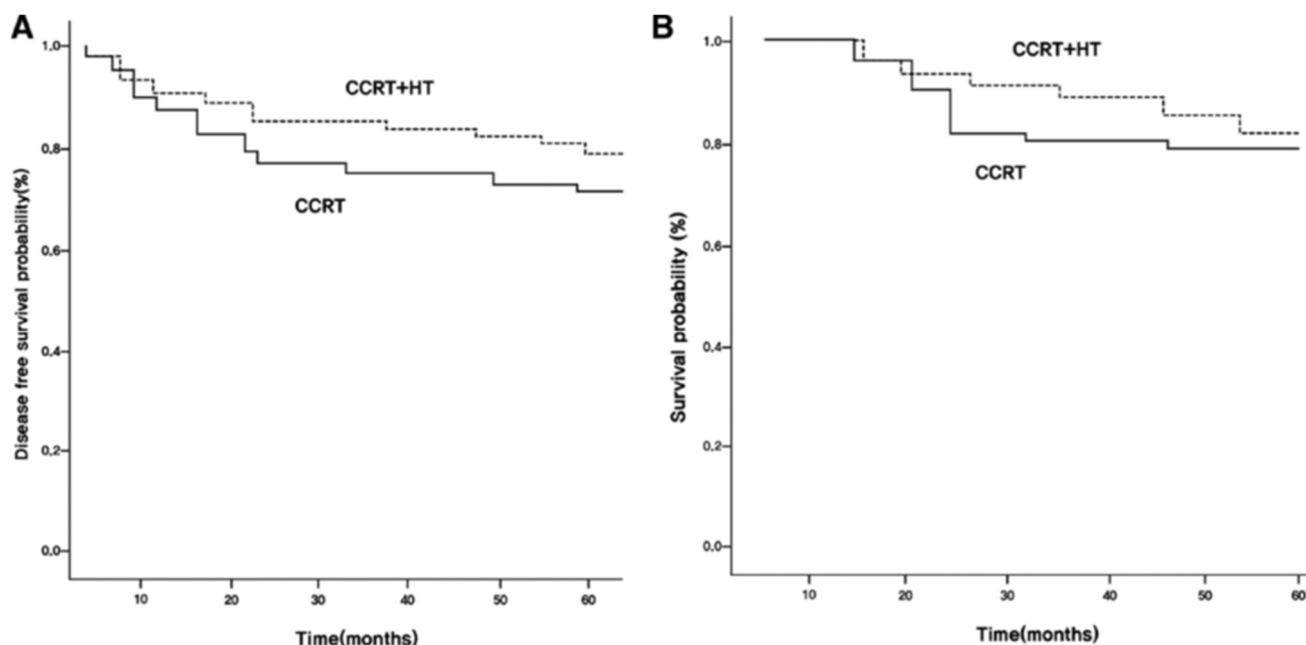 A
Disease free survival probability(%)
1.0
0.8
0.6
0.4
0.2
0.0
CCRT+HT
CCRT
10 20 30 40 50 60
Time(months)
B
Survival probability (%)
1.0
0.8
0.6
0.4
0.2
0.0
CCRT+HT
CCRT
10 20 30 40 50 60
Time(months)